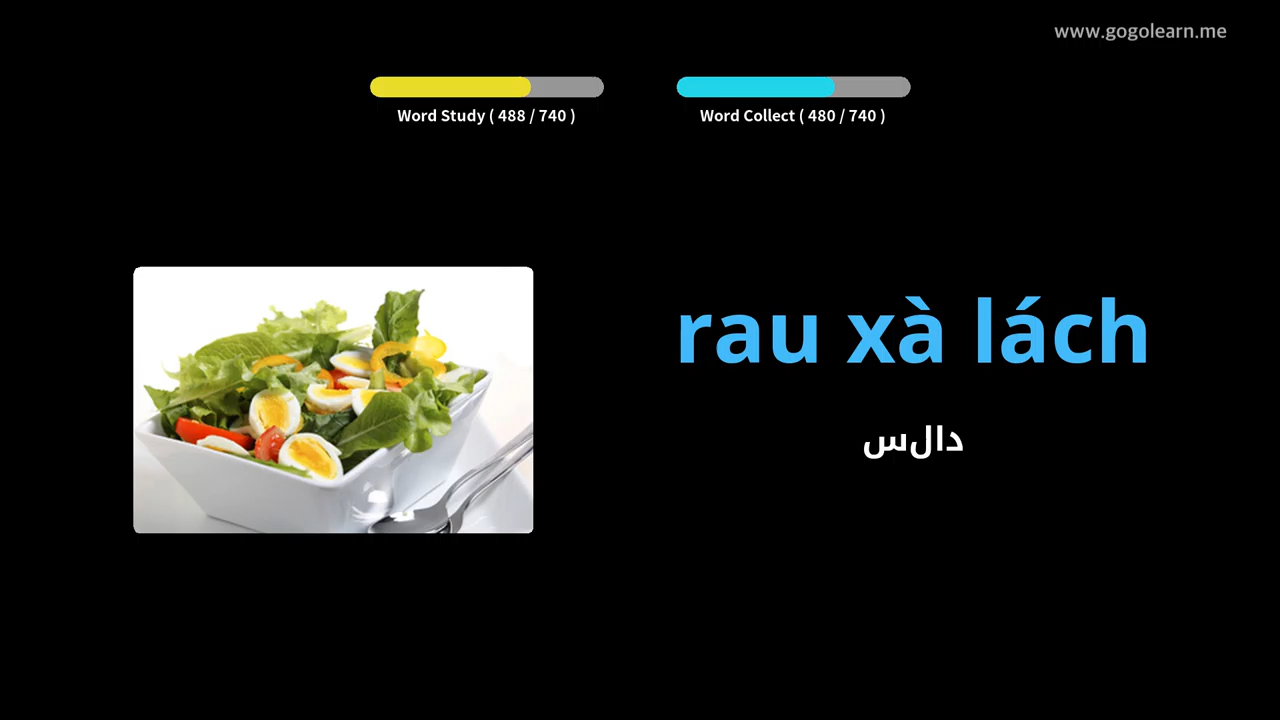 www.gogolearn.me
Word Study ( 488 / 740 )
Word Collect ( 480 / 740 )
rau xà lách
دالس